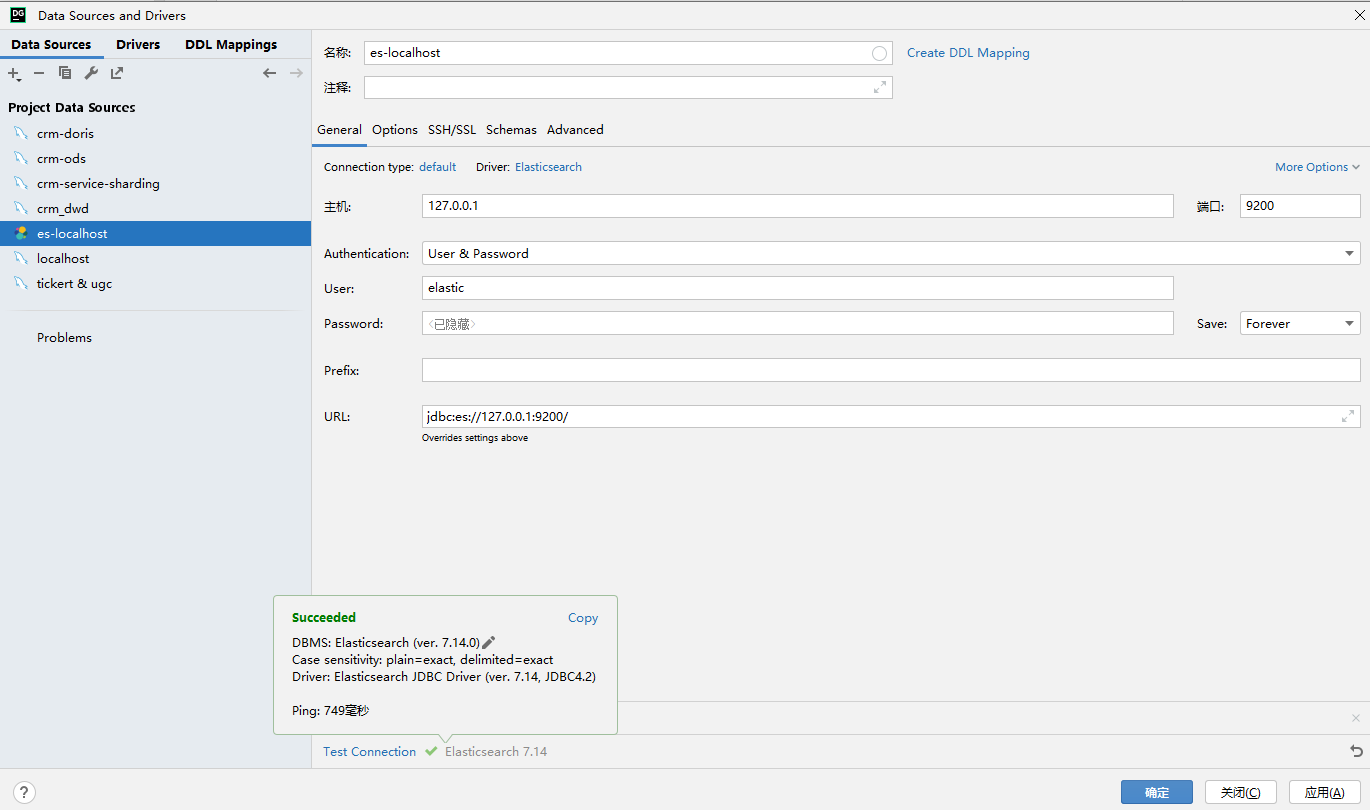 DG Data Sources and Drivers
Data Sources Drivers DDL Mappings
Project Data Sources
crm-doris
crm-ods
crm-service-sharding
crm_dwd
es-localhost
localhost
tickert & ugc
Problems
名称: es-localhost Create DDL Mapping
注释:
General Options SSH/SSL Schemas Advanced
Connection type: default Driver: Elasticsearch More Options
主机: 127.0.0.1 端口: 9200
Authentication: User & Password
User: elastic
Password: <已隐藏> Save: Forever
Prefix:
URL: jdbc:es://127.0.0.1:9200/
Overrides settings above
Succeeded Copy
DBMS: Elasticsearch (ver. 7.14.0)
Case sensitivity: plain=exact, delimited=exact
Driver: Elasticsearch JDBC Driver (ver. 7.14, JDBC4.2)
Ping: 749毫秒
Test Connection Elasticsearch 7.14
? 确定 关闭(C) 应用(A)